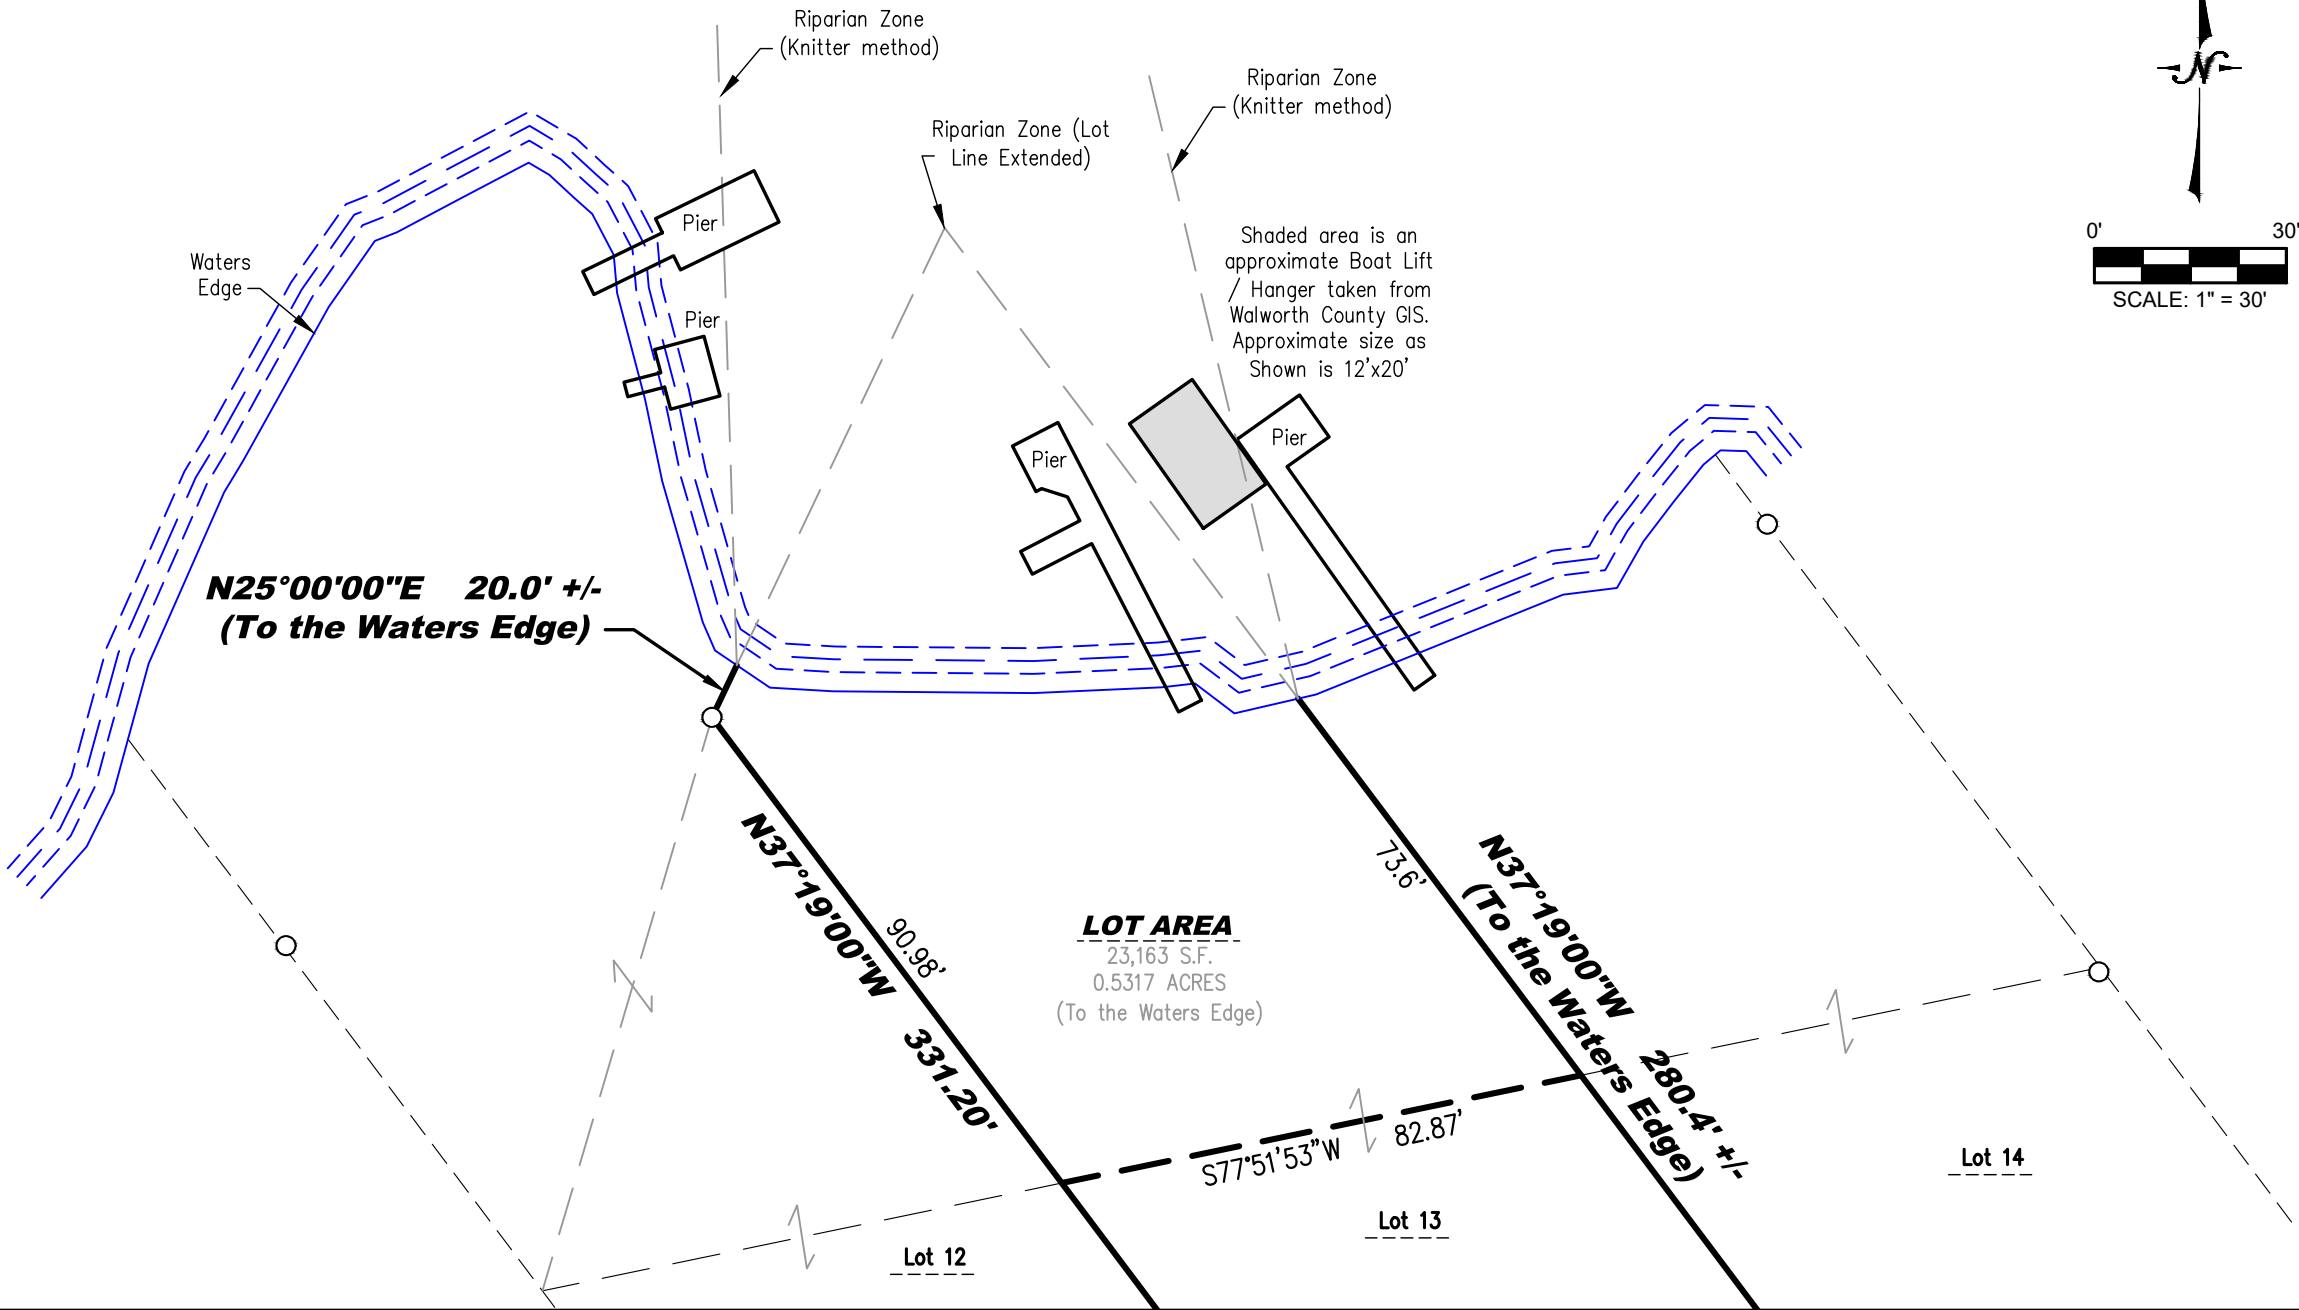 Riparian Zone
(Knitter method)
Riparian Zone
(Knitter method)
Riparian Zone (Lot
Line Extended)
N
0'
30'
SCALE: 1" = 30'
Pier
Waters
Edge
Shaded area is an
approximate Boat Lift
/ Hanger taken from
Walworth County GIS.
Approximate size as
Shown is 12'x20'
Pier
Pier
Pier
N25°00'00"E 20.0' +/-
(To the Waters Edge)
N37°19'00"W 331.20'
90.98'
73.6'
N37°19'00"W 280.4' +/-
(To the Waters Edge)
LOT AREA
23,163 S.F.
0.5317 ACRES
(To the Waters Edge)
S77°51'53"W 82.87'
Lot 14
Lot 13
Lot 12